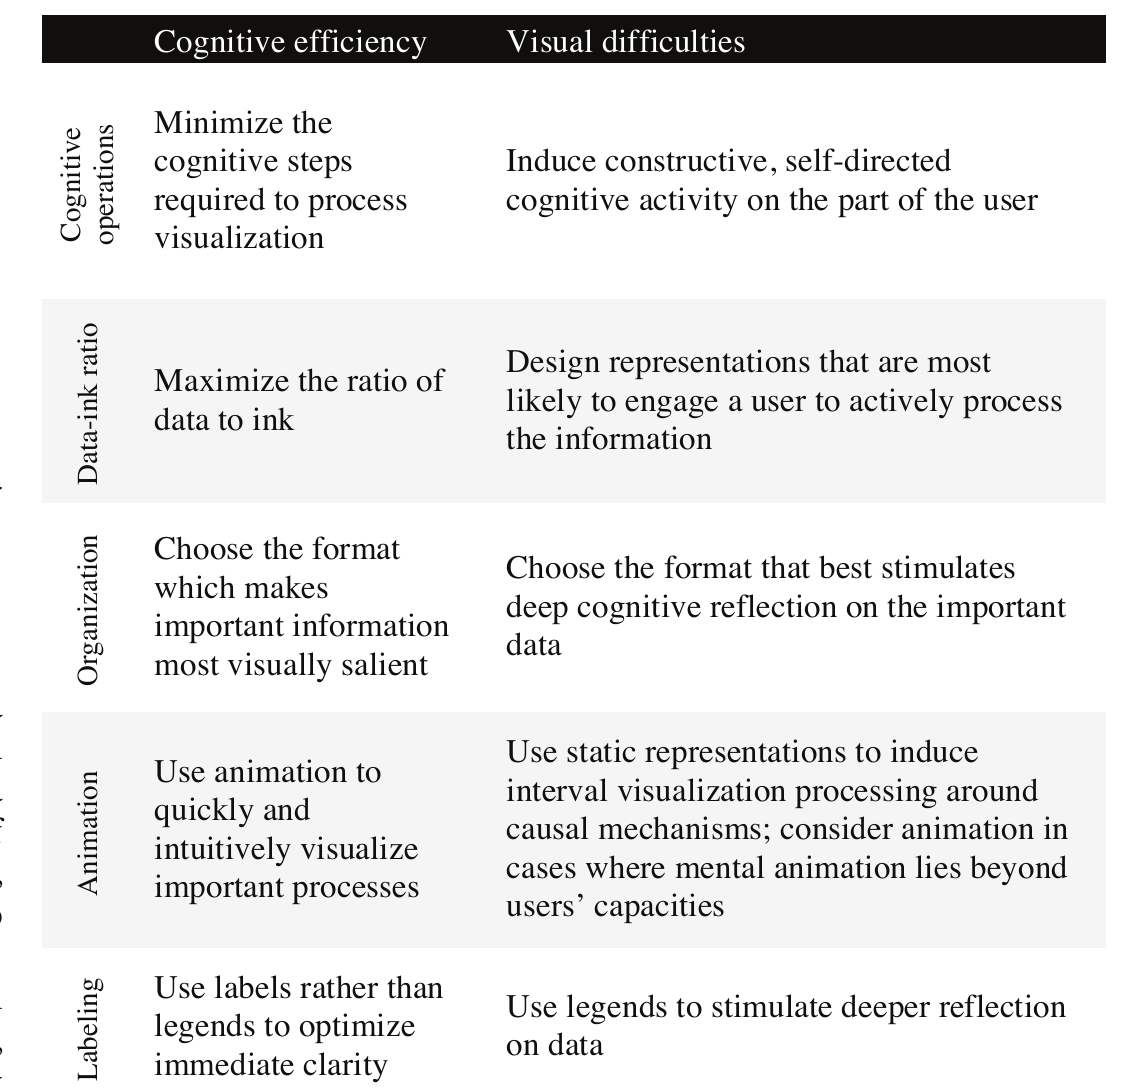 Cognitive efficiency Visual difficulties
Cognitive
operations
Minimize the
cognitive steps
required to process
visualization
Induce constructive, self-directed
cognitive activity on the part of the user
Data-ink ratio
Maximize the ratio of
data to ink
Design representations that are most
likely to engage a user to actively process
the information
Organization
Choose the format
which makes
important information
most visually salient
Choose the format that best stimulates
deep cognitive reflection on the important
data
Animation
Use animation to
quickly and
intuitively visualize
important processes
Use static representations to induce
interval visualization processing around
causal mechanisms; consider animation in
cases where mental animation lies beyond
users’ capacities
Labeling
Use labels rather than
legends to optimize
immediate clarity
Use legends to stimulate deeper reflection
on data